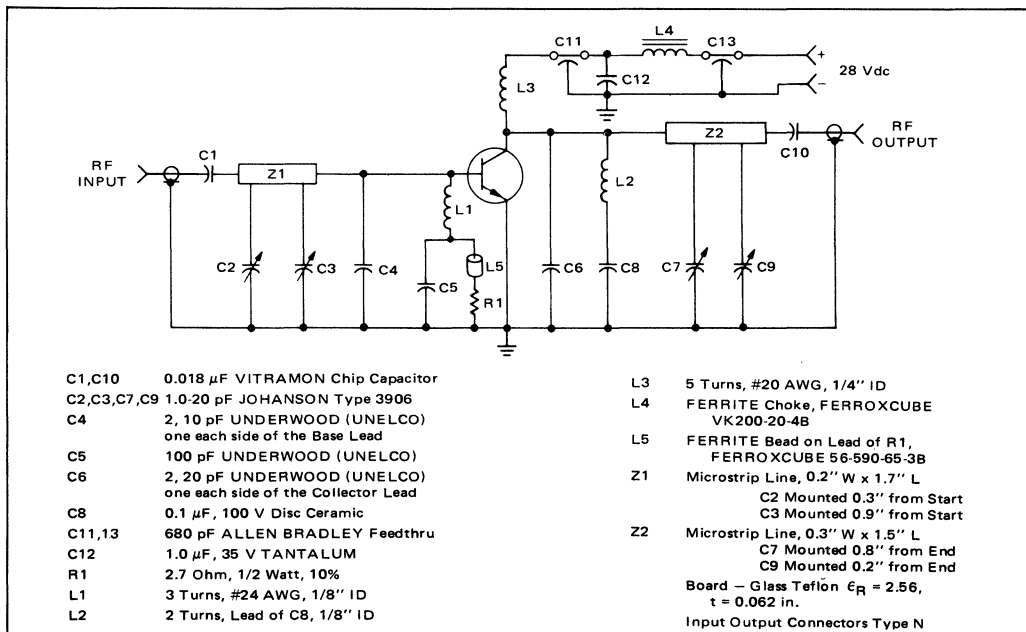 L4
C11
C13
+
28 Vdc
−
C12
L3
Z2
RF
OUTPUT
C10
C1
RF
INPUT
Z1
L1
L2
C2
C3
C4
C5
L5
R1
C6
C8
C7
C9
C1,C10 0.018 μF VITRAMON Chip Capacitor
C2,C3,C7,C9 1.0-20 pF JOHANSON Type 3906
C4 2, 10 pF UNDERWOOD (UNELCO)
one each side of the Base Lead
C5 100 pF UNDERWOOD (UNELCO)
C6 2, 20 pF UNDERWOOD (UNELCO)
one each side of the Collector Lead
C8 0.1 μF, 100 V Disc Ceramic
C11,13 680 pF ALLEN BRADLEY Feedthru
C12 1.0 μF, 35 V TANTALUM
R1 2.7 Ohm, 1/2 Watt, 10%
L1 3 Turns, #24 AWG, 1/8'' ID
L2 2 Turns, Lead of C8, 1/8'' ID
L3 5 Turns, #20 AWG, 1/4'' ID
L4 FERRITE Choke, FERROXCUBE
VK200-20-4B
L5 FERRITE Bead on Lead of R1,
FERROXCUBE 56-590-65-3B
Z1 Microstrip Line, 0.2'' W x 1.7'' L
C2 Mounted 0.3'' from Start
C3 Mounted 0.9'' from Start
Z2 Microstrip Line, 0.3'' W x 1.5'' L
C7 Mounted 0.8'' from End
C9 Mounted 0.2'' from End
Board – Glass Teflon ϵR = 2.56,
t = 0.062 in.
Input Output Connectors Type N